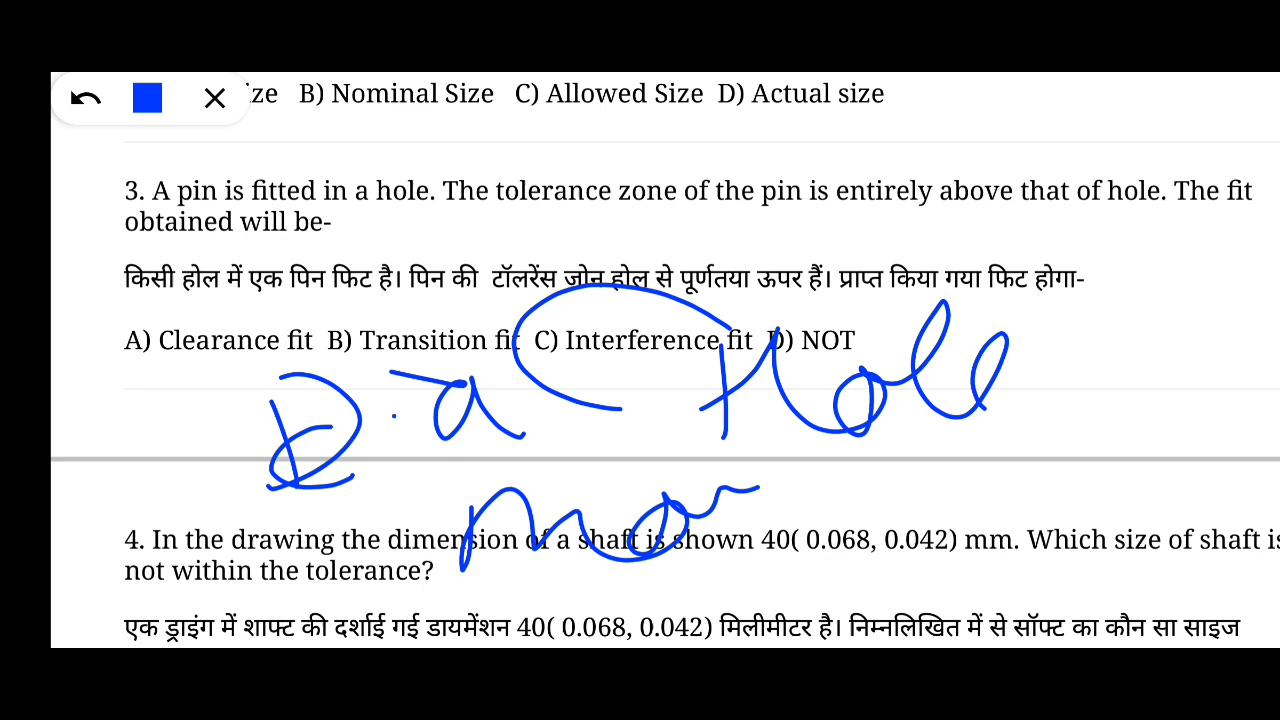 ize B) Nominal Size C) Allowed Size D) Actual size
3. A pin is fitted in a hole. The tolerance zone of the pin is entirely above that of hole. The fit
obtained will be-
किसी होल में एक पिन फिट है। पिन की टॉलरेंस जोन होल से पूर्णतया ऊपर हैं। प्राप्त किया गया फिट होगा-
A) Clearance fit B) Transition fit C) Interference fit D) NOT
Hole
4. In the drawing the dimension of a shaft is shown 40( 0.068, 0.042) mm. Which size of shaft is
not within the tolerance?
एक ड्राइंग में शाफ्ट की दर्शाई गई डायमेंशन 40( 0.068, 0.042) मिलीमीटर है। निम्नलिखित में से सॉफ्ट का कौन सा साइज